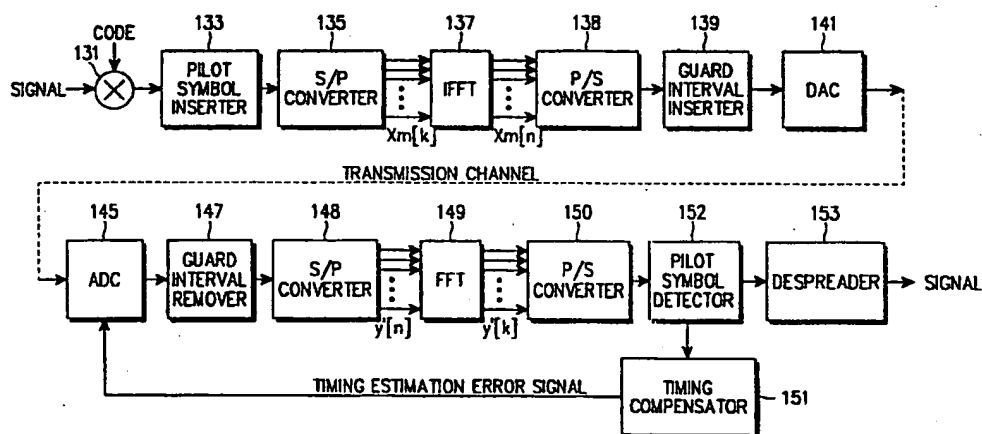 CODE
131
SIGNAL
133
PILOT
SYMBOL
INSERTER
135
S/P
CONVERTER
Xm[k]
137
IFFT
Xm[n]
138
P/S
CONVERTER
139
GUARD
INTERVAL
INSERTER
141
DAC
TRANSMISSION CHANNEL
145
ADC
147
GUARD
INTERVAL
REMOVER
148
S/P
CONVERTER
y'[n]
149
FFT
y'[k]
150
P/S
CONVERTER
152
PILOT
SYMBOL
DETECTOR
153
DESPREADER
SIGNAL
TIMING ESTIMATION ERROR SIGNAL
TIMING
COMPENSATOR
151